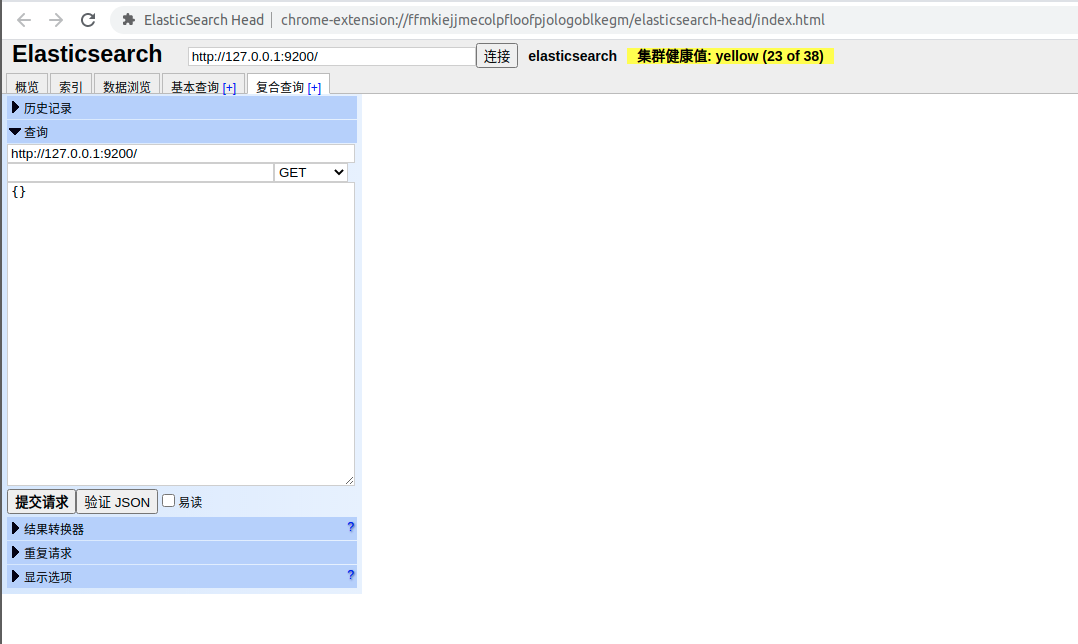 ElasticSearch Head | chrome-extension://ffmkiejjmecolpfloofpjologoblkegm/elasticsearch-head/index.html
Elasticsearch http://127.0.0.1:9200/ 连接 elasticsearch 集群健康值: yellow (23 of 38)
概览 索引 数据浏览 基本查询 [+] 复合查询 [+]
历史记录
查询
http://127.0.0.1:9200/
GET
{}
提交请求 验证 JSON 易读
结果转换器 ?
重复请求
显示选项 ?